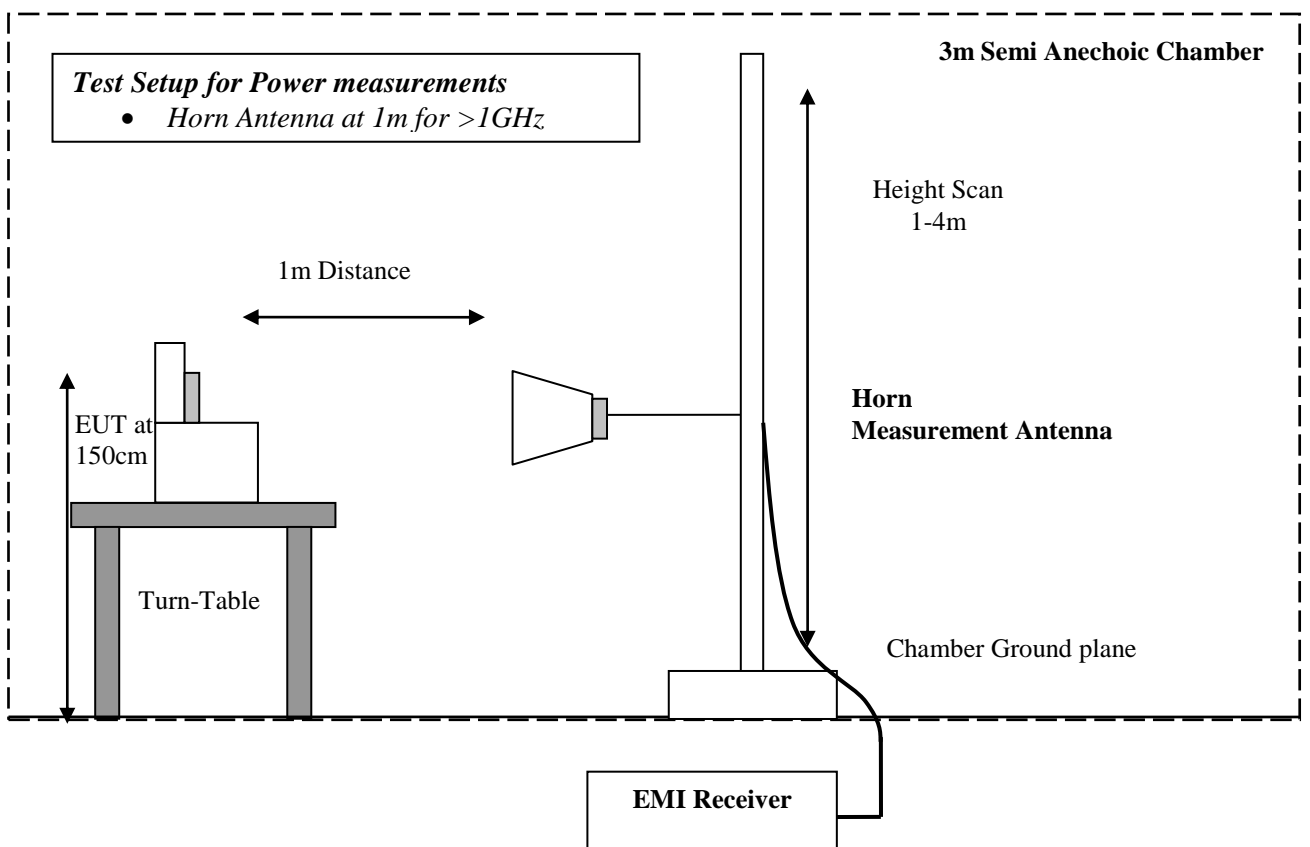 3m Semi Anechoic Chamber
Test Setup for Power measurements
• Horn Antenna at 1m for >1GHz
Height Scan
1-4m
1m Distance
EUT at
150cm
Horn
Measurement Antenna
Turn-Table
Chamber Ground plane
EMI Receiver